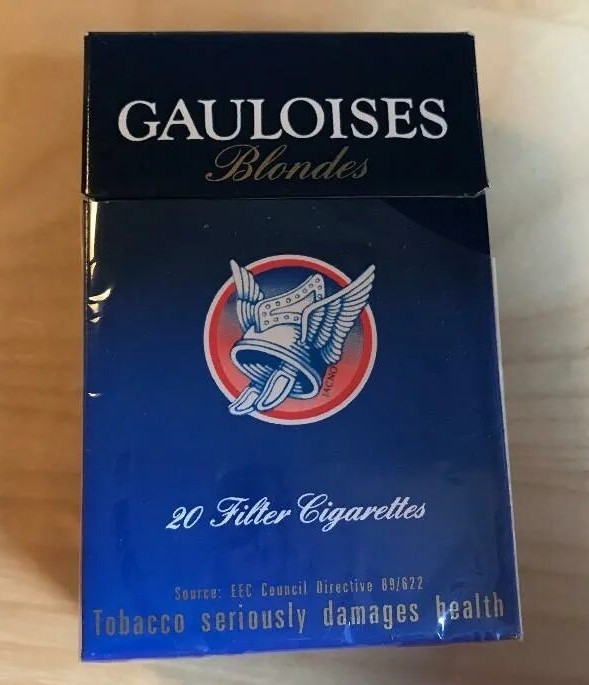 GAULOISES
Blondes
JACNO
20 Filter Cigarettes
Source: EEC Council Directive 89/622
Tobacco seriously damages health